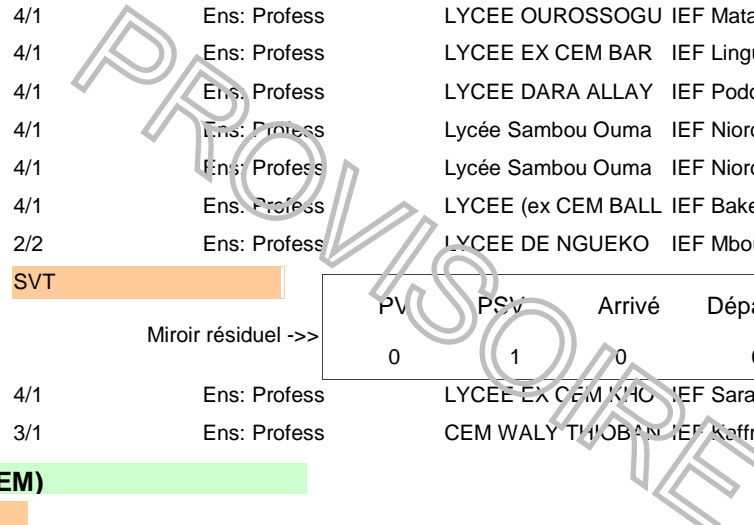 4/1 Ens: Profess LYCEE OUROSSOGU IEF Mata
4/1 Ens: Profess LYCEE EX CEM BAR IEF Ling
4/1 Ens: Profess LYCEE DARA ALLAY IEF Podo
4/1 Ens: Profess Lycée Sambou Ouma IEF Nioro
4/1 Ens: Profess Lycée Sambou Ouma IEF Nioro
4/1 Ens: Profess LYCEE (ex CEM BALL IEF Bake
2/2 Ens: Profess LYCEE DE NGUEKO IEF Mbou
SVT
PV PSV Arrivé Dépa
Miroir résiduel ->> 0 1 0
4/1 Ens: Profess LYCEE EX CEM KHO IEF Sara
3/1 Ens: Profess CEM WALY THIOBAN IEF Kaffr
EM)
PROVISOIRE